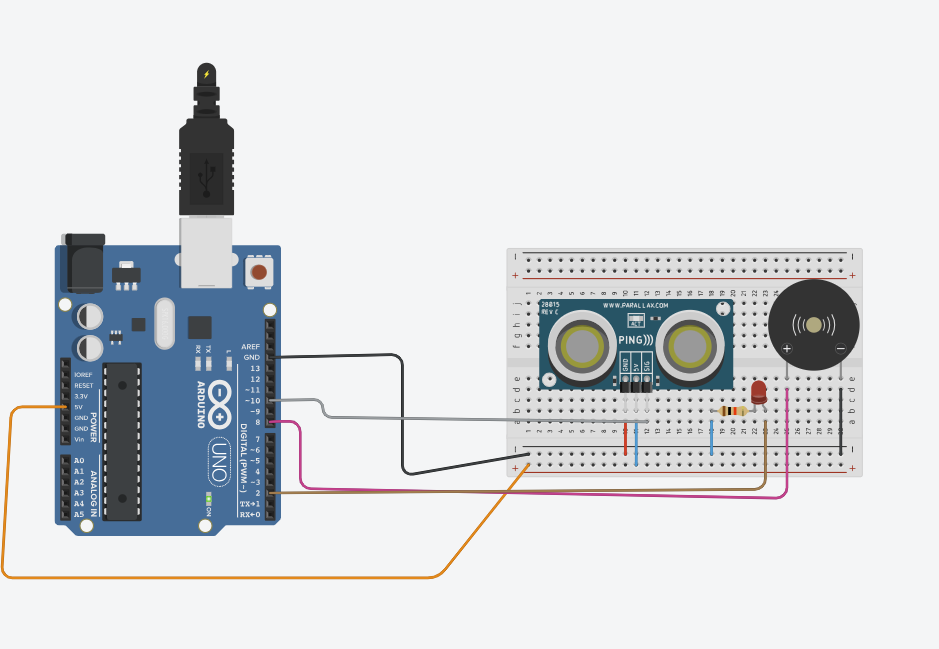 AREF
GND
13
12
~11
~10
~9
8
7
~6
~5
4
~3
2
TX→1
RX←0
DIGITAL (PWM~)
IOREF
RESET
3.3V
5V
GND
GND
Vin
POWER
A0
A1
A2
A3
A4
A5
ANALOG IN
RX
TX
L
ARDUINO
UNO
ON
28015
REV C
WWW.PARALLAX.COM
ACT
PING)))
GND
5V
SIG
+
−